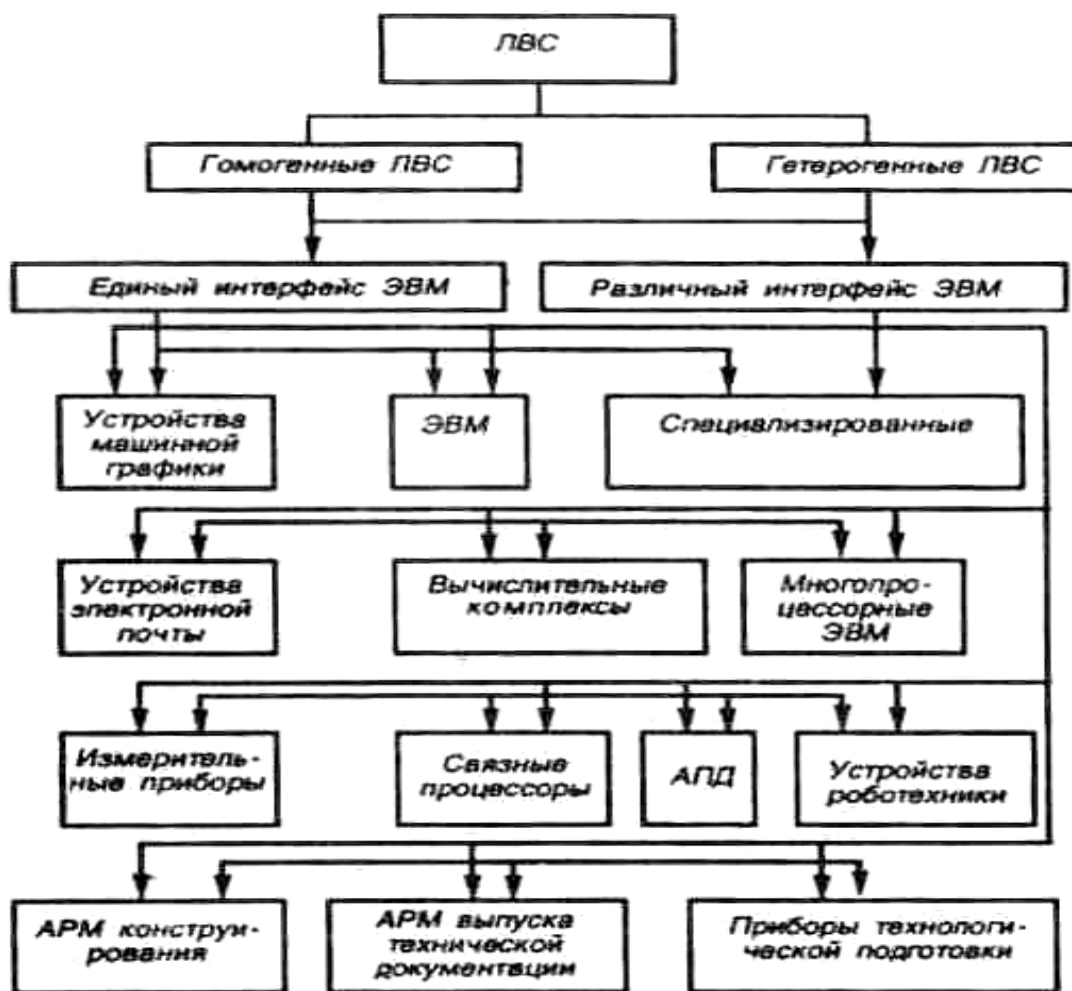 ЛВС
Гомогенные ЛВС
Гетерогенные ЛВС
Единый интерфейс ЭВМ
Различный интерфейс ЭВМ
Устройства
машинной
графики
ЭВМ
Специализированные
Устройства
электронной
почты
Вычислительные
комплексы
Многопро-
цессорные
ЭВМ
Измеритель-
ные приборы
Связные
процессоры
АПД
Устройства
роботехники
АРМ конструи-
рования
АРМ выпуска
технической
документации
Приборы технологи-
ческой подготовки